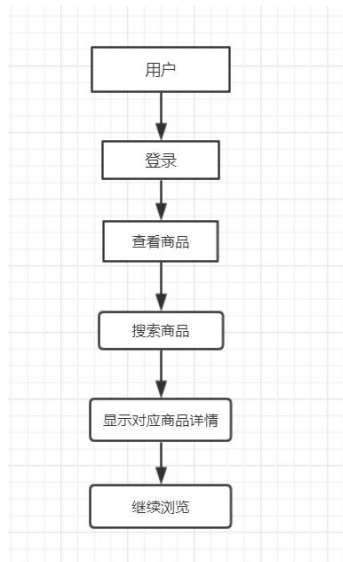 用户
登录
查看商品
搜索商品
显示对应商品详情
继续浏览